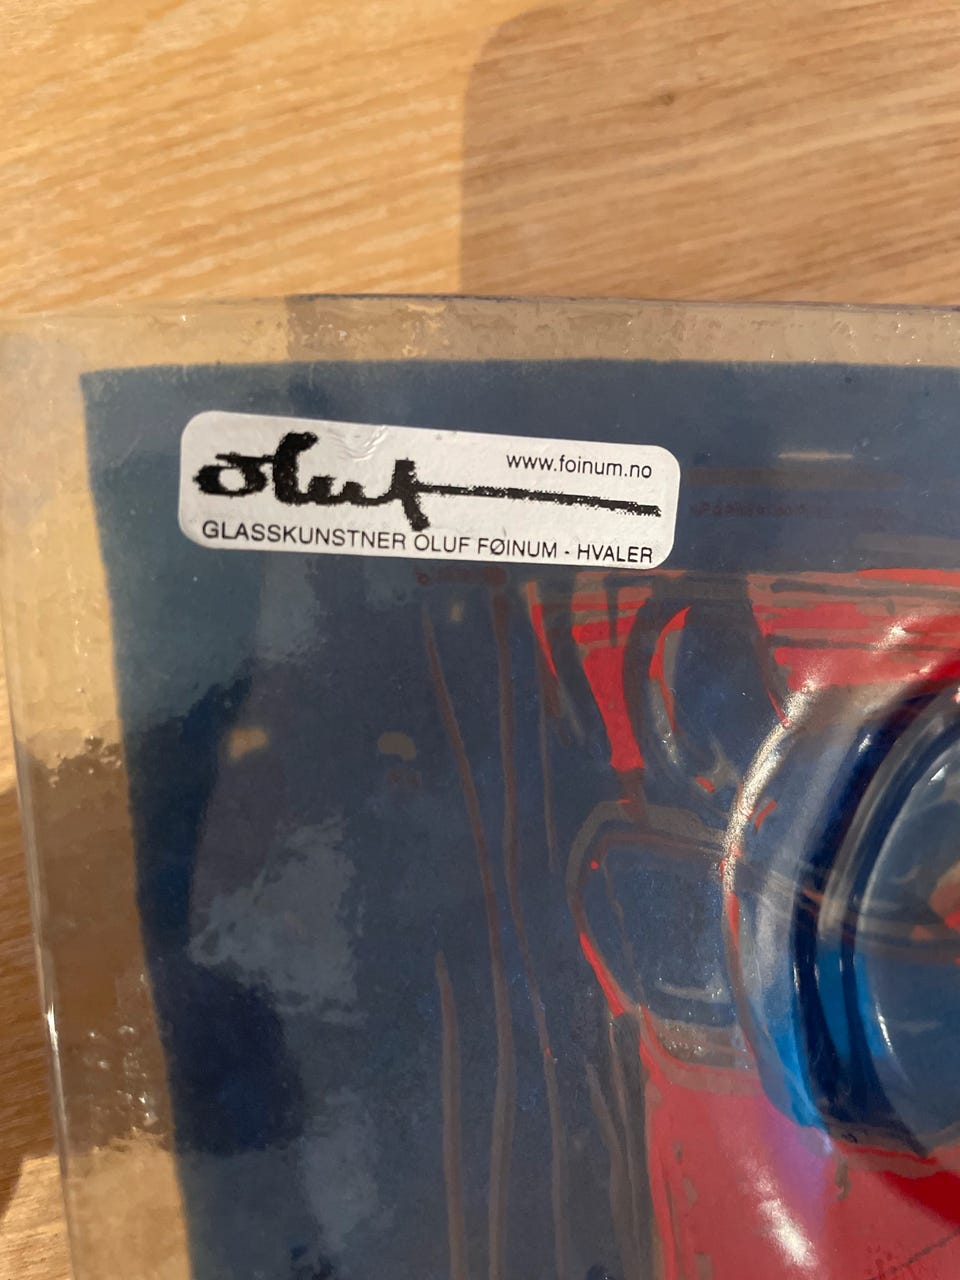 Oluf
www.foinum.no
GLASSKUNSTNER OLUF FØINUM - HVALER